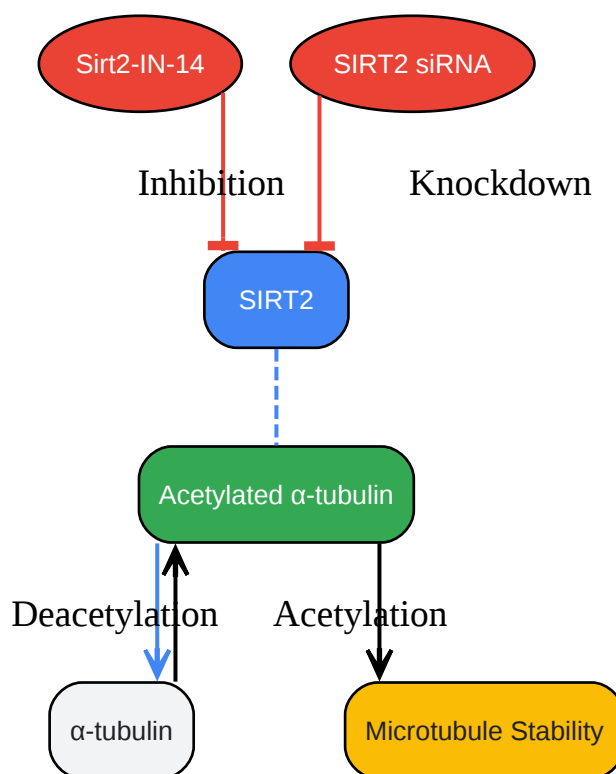 Sirt2-IN-14
SIRT2 siRNA
Inhibition
Knockdown
SIRT2
Acetylated α-tubulin
Deacetylation
Acetylation
α-tubulin
Microtubule Stability